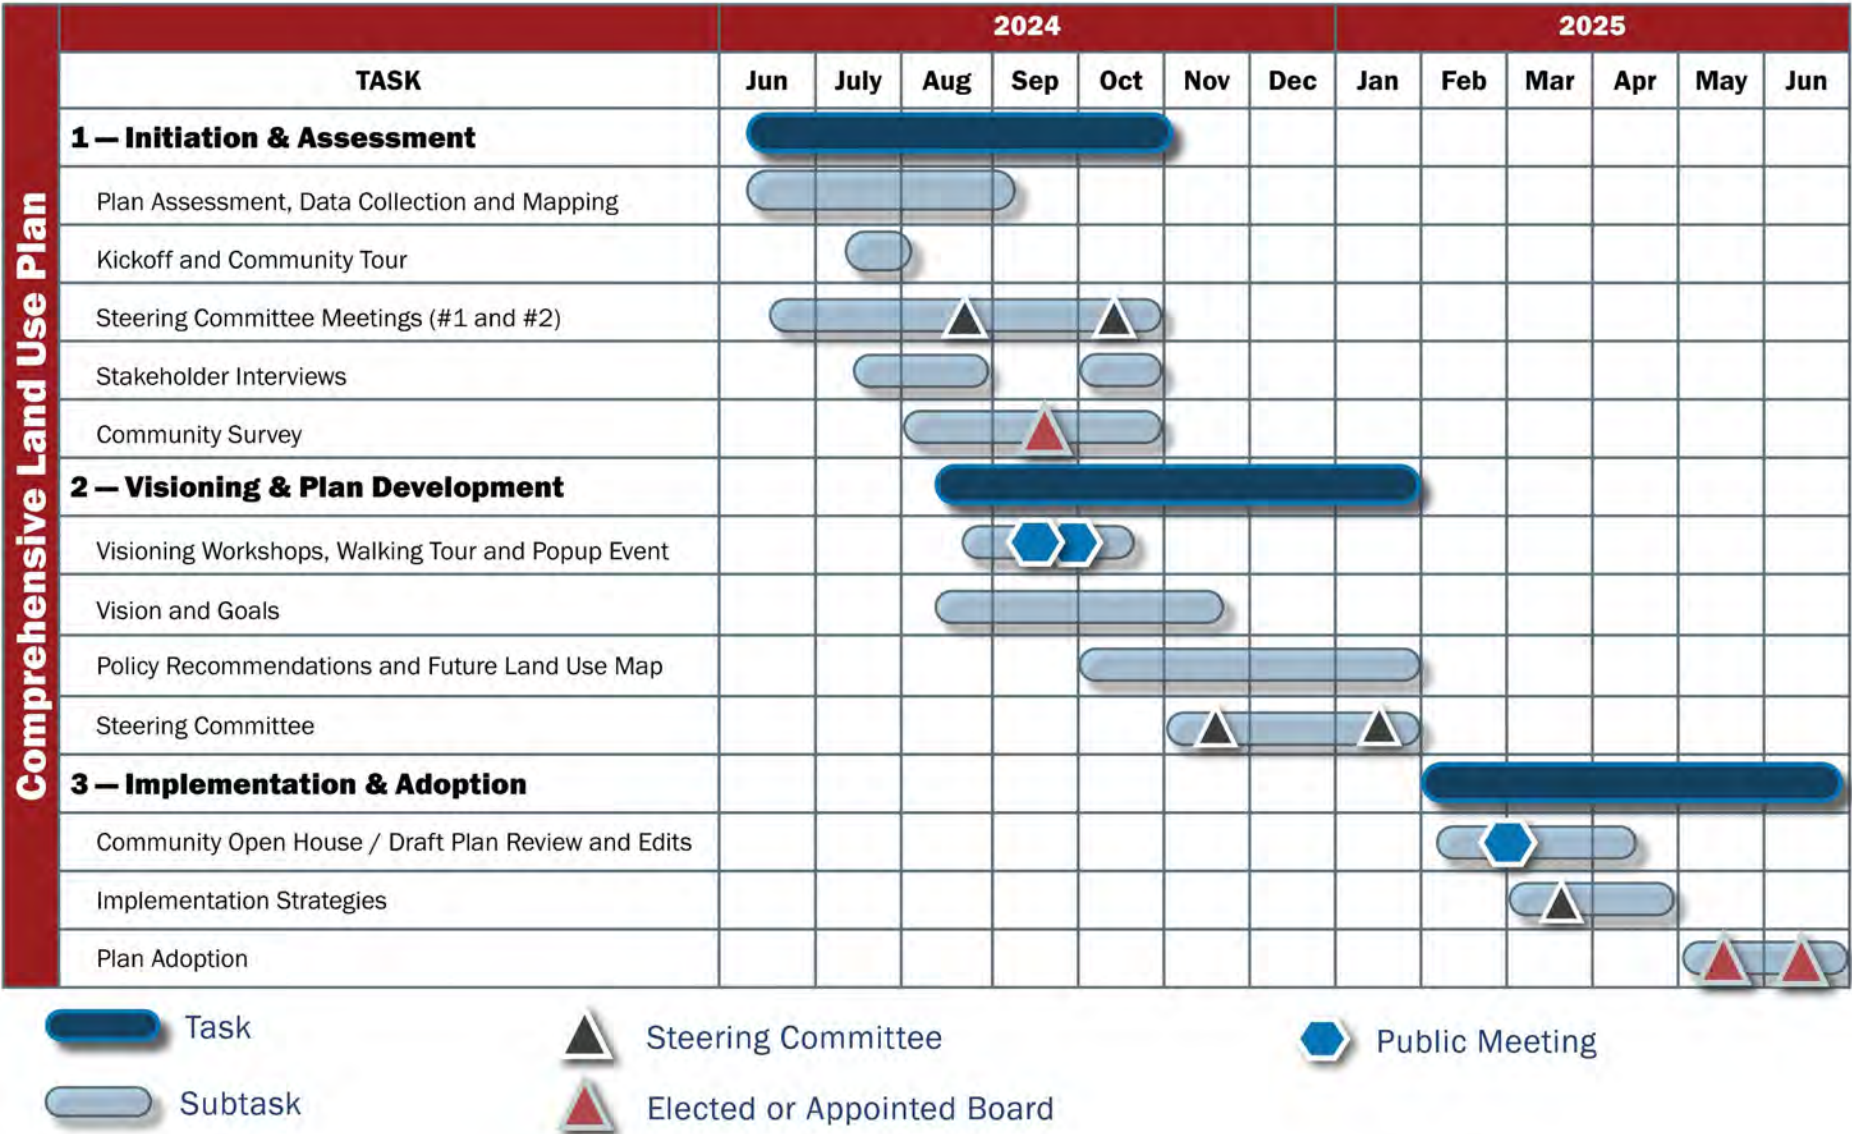 Comprehensive Land Use Plan
2024 2025
TASK Jun July Aug Sep Oct Nov Dec Jan Feb Mar Apr May Jun
1 — Initiation & Assessment
Plan Assessment, Data Collection and Mapping
Kickoff and Community Tour
Steering Committee Meetings (#1 and #2)
Stakeholder Interviews
Community Survey
2 — Visioning & Plan Development
Visioning Workshops, Walking Tour and Popup Event
Vision and Goals
Policy Recommendations and Future Land Use Map
Steering Committee
3 — Implementation & Adoption
Community Open House / Draft Plan Review and Edits
Implementation Strategies
Plan Adoption
Task Steering Committee Public Meeting
Subtask Elected or Appointed Board